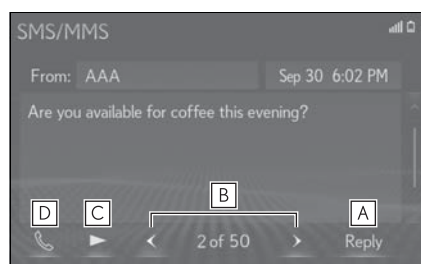 SMS/MMS
From: AAA Sep 30 6:02 PM
Are you available for coffee this evening?
B
D C A
2 of 50 Reply